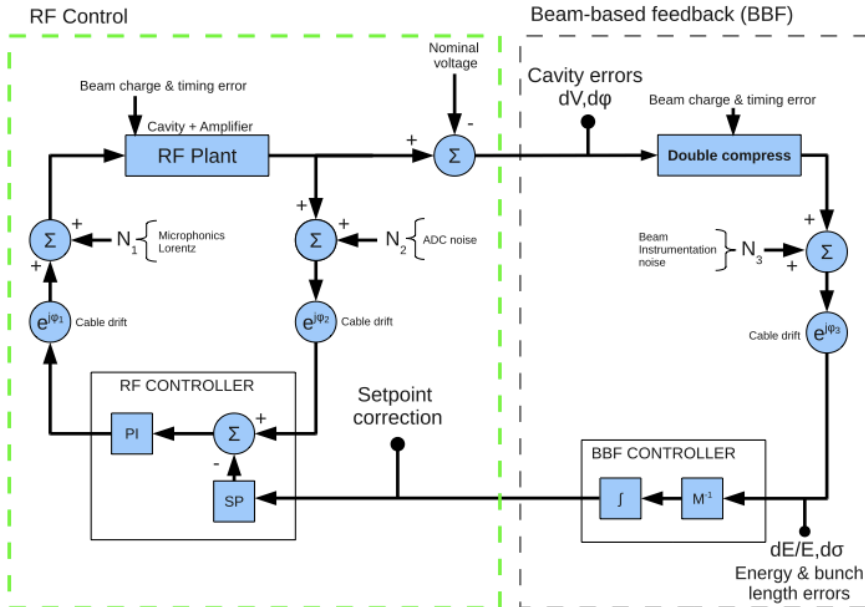 RF Control
Beam-based feedback (BBF)
Nominal
voltage
Cavity errors
dV,dφ
Beam charge & timing error
Beam charge & timing error
Cavity + Amplifier
RF Plant
+
-
Σ
Double compress
+
Σ
+
N1
Microphonics
Lorentz
+
+
Σ
+
N2
ADC noise
Beam
Instrumentation
noise
N3
+
+
Σ
e^jφ1
Cable drift
e^jφ2
Cable drift
e^jφ3
Cable drift
RF CONTROLLER
PI
Σ
+
-
SP
Setpoint
correction
BBF CONTROLLER
∫
M⁻¹
dE/E,dσ
Energy & bunch
length errors